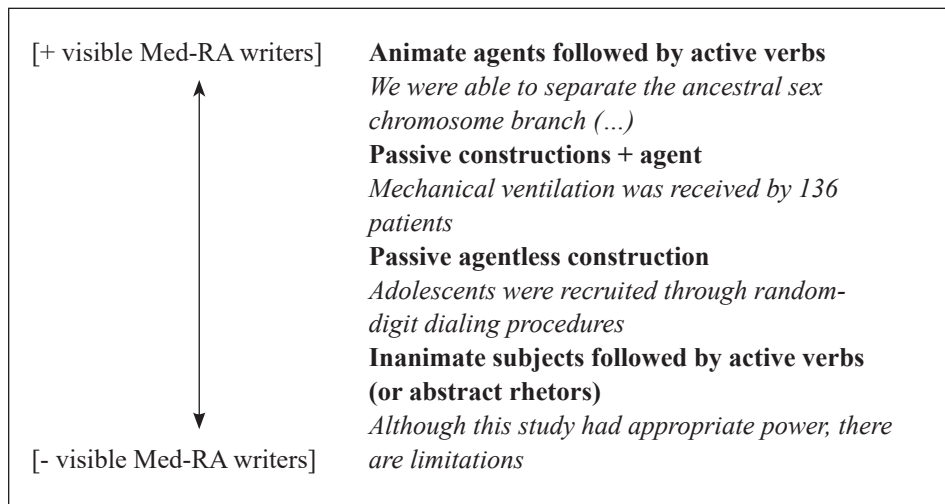 [+ visible Med-RA writers]
Animate agents followed by active verbs
We were able to separate the ancestral sex
chromosome branch (…)
Passive constructions + agent
Mechanical ventilation was received by 136
patients
Passive agentless construction
Adolescents were recruited through random-
digit dialing procedures
Inanimate subjects followed by active verbs
(or abstract rhetors)
Although this study had appropriate power, there
are limitations
[- visible Med-RA writers]